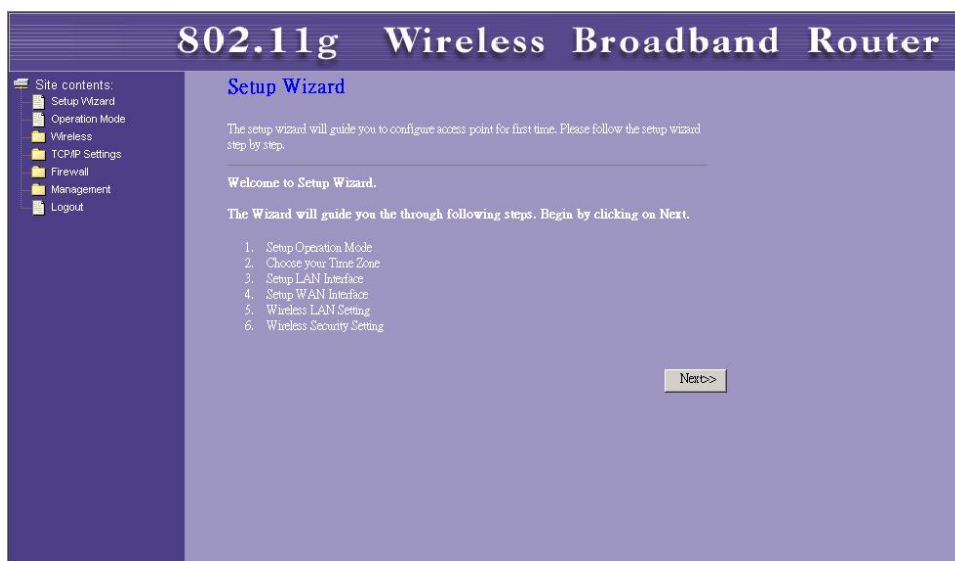 802.11g Wireless Broadband Router
Site contents:
Setup Wizard
Operation Mode
Wireless
TCP/IP Settings
Firewall
Management
Logout
Setup Wizard
The setup wizard will guide you to configure access point for first time. Please follow the setup wizard
step by step.
Welcome to Setup Wizard.
The Wizard will guide you the through following steps. Begin by clicking on Next.
1. Setup Operation Mode
2. Choose your Time Zone
3. Setup LAN Interface
4. Setup WAN Interface
5. Wireless LAN Setting
6. Wireless Security Setting
Next>>